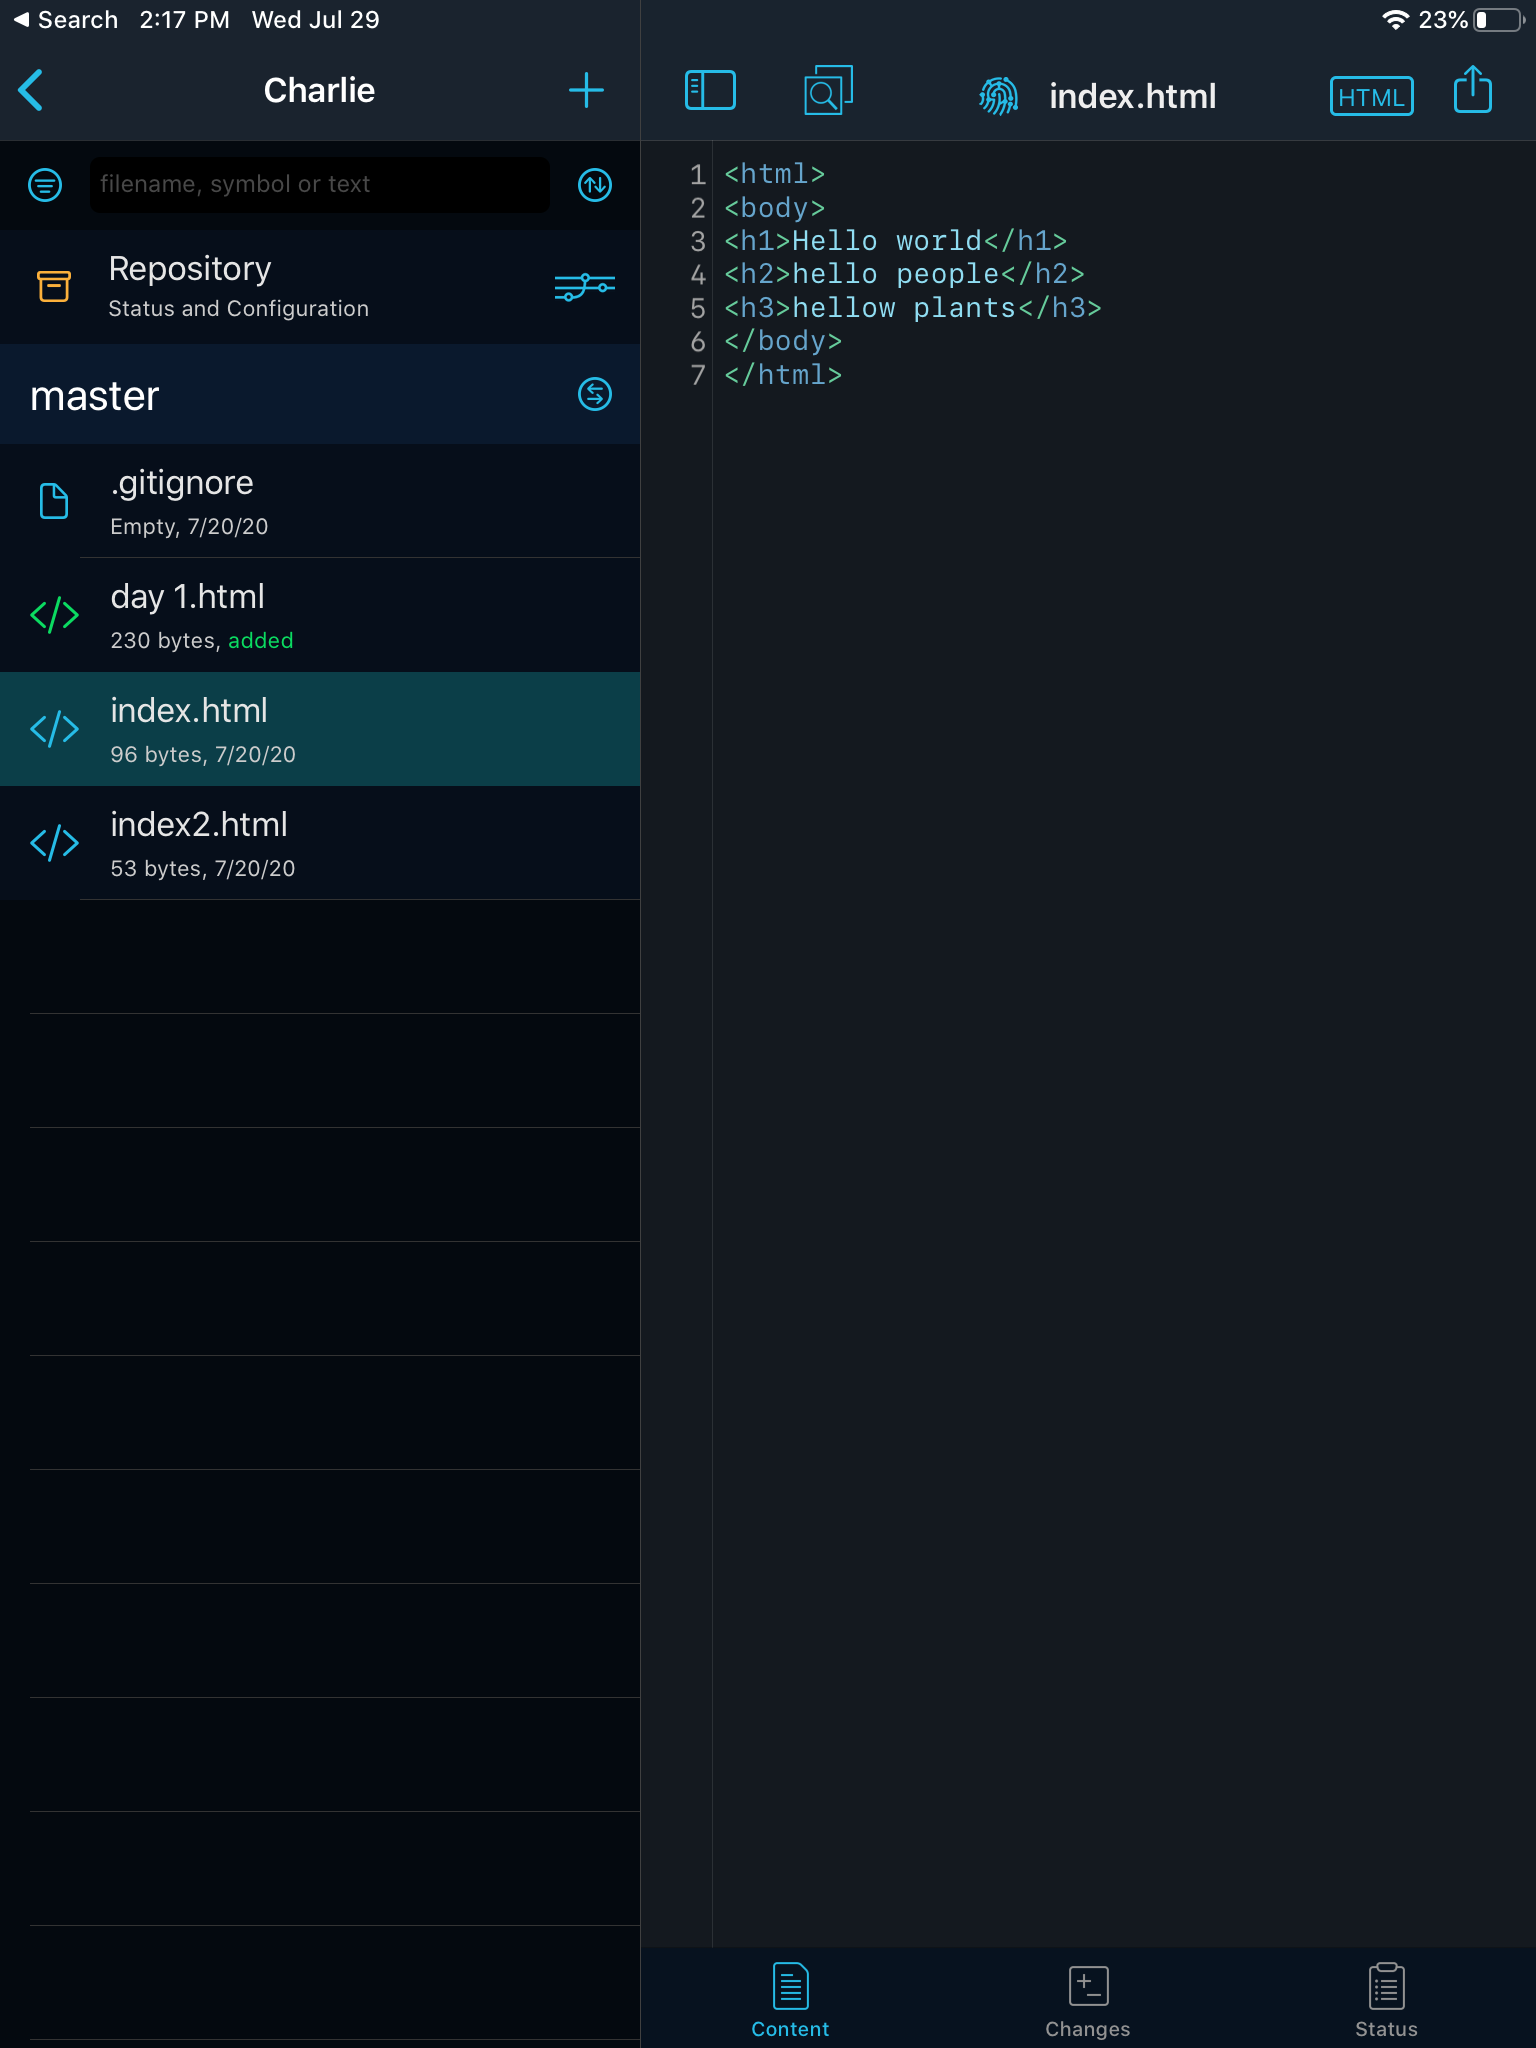 Search 2:17 PM Wed Jul 29
23%
Charlie
filename, symbol or text
Repository
Status and Configuration
master
.gitignore
Empty, 7/20/20
day 1.html
230 bytes, added
index.html
96 bytes, 7/20/20
index2.html
53 bytes, 7/20/20
index.html
HTML
1 <html>
2 <body>
3 <h1>Hello world</h1>
4 <h2>hello people</h2>
5 <h3>hellow plants</h3>
6 </body>
7 </html>
Content
Changes
Status